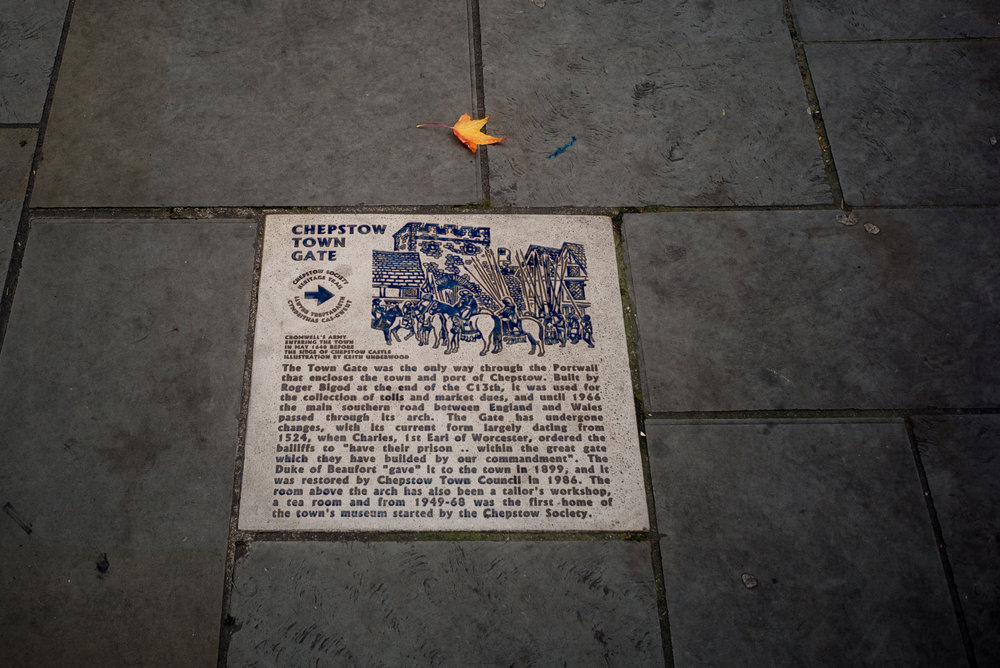 CHEPSTOW
TOWN
GATE
CHEPSTOW SOCIETY
HERITAGE TRAIL
LLWYBR TREFTADAETH
CYMDEITHAS CAS-GWENT
CROMWELL'S ARMY
ENTERING THE TOWN
IN MAY 1648 BEFORE
THE SIEGE OF CHEPSTOW CASTLE
ILLUSTRATION BY KEITH UNDERWOOD
The Town Gate was the only way through the Portwall
that encloses the town and port of Chepstow. Built by
Roger Bigod at the end of the C13th, it was used for
the collection of tolls and market dues, and until 1966
the main southern road between England and Wales
passed through its arch. The Gate has undergone
changes, with its current form largely dating from
1524, when Charles, 1st Earl of Worcester, ordered the
bailiffs to "have their prison .. within the great gate
which they have builded by our commandment". The
Duke of Beaufort "gave" it to the town in 1899, and it
was restored by Chepstow Town Council in 1986. The
room above the arch has also been a tailor's workshop,
a tea room and from 1949-68 was the first home of
the town's museum started by the Chepstow Society.